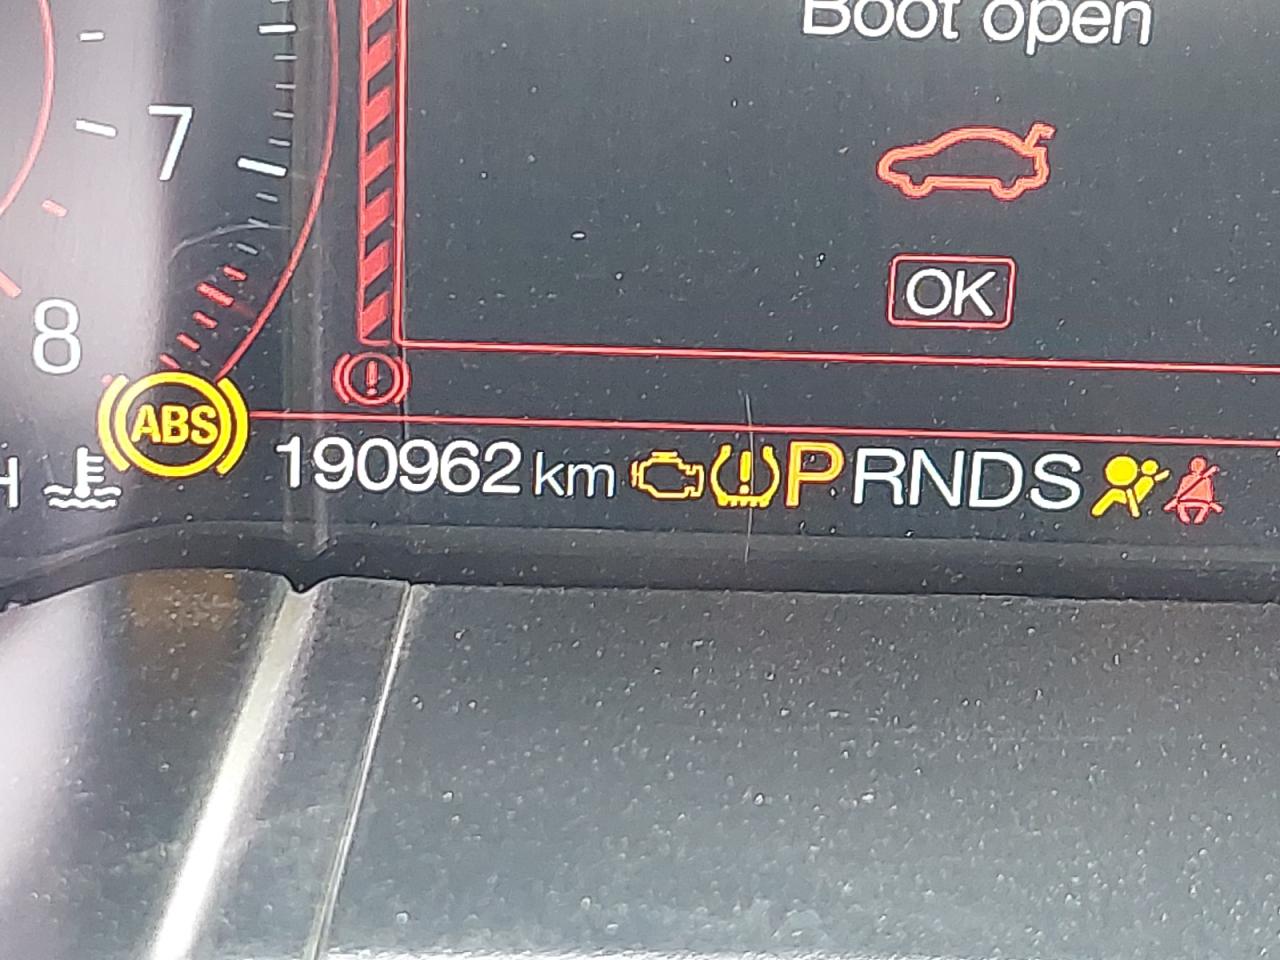 Boot open
7
OK
8
ABS
H
190962 km PRNDS